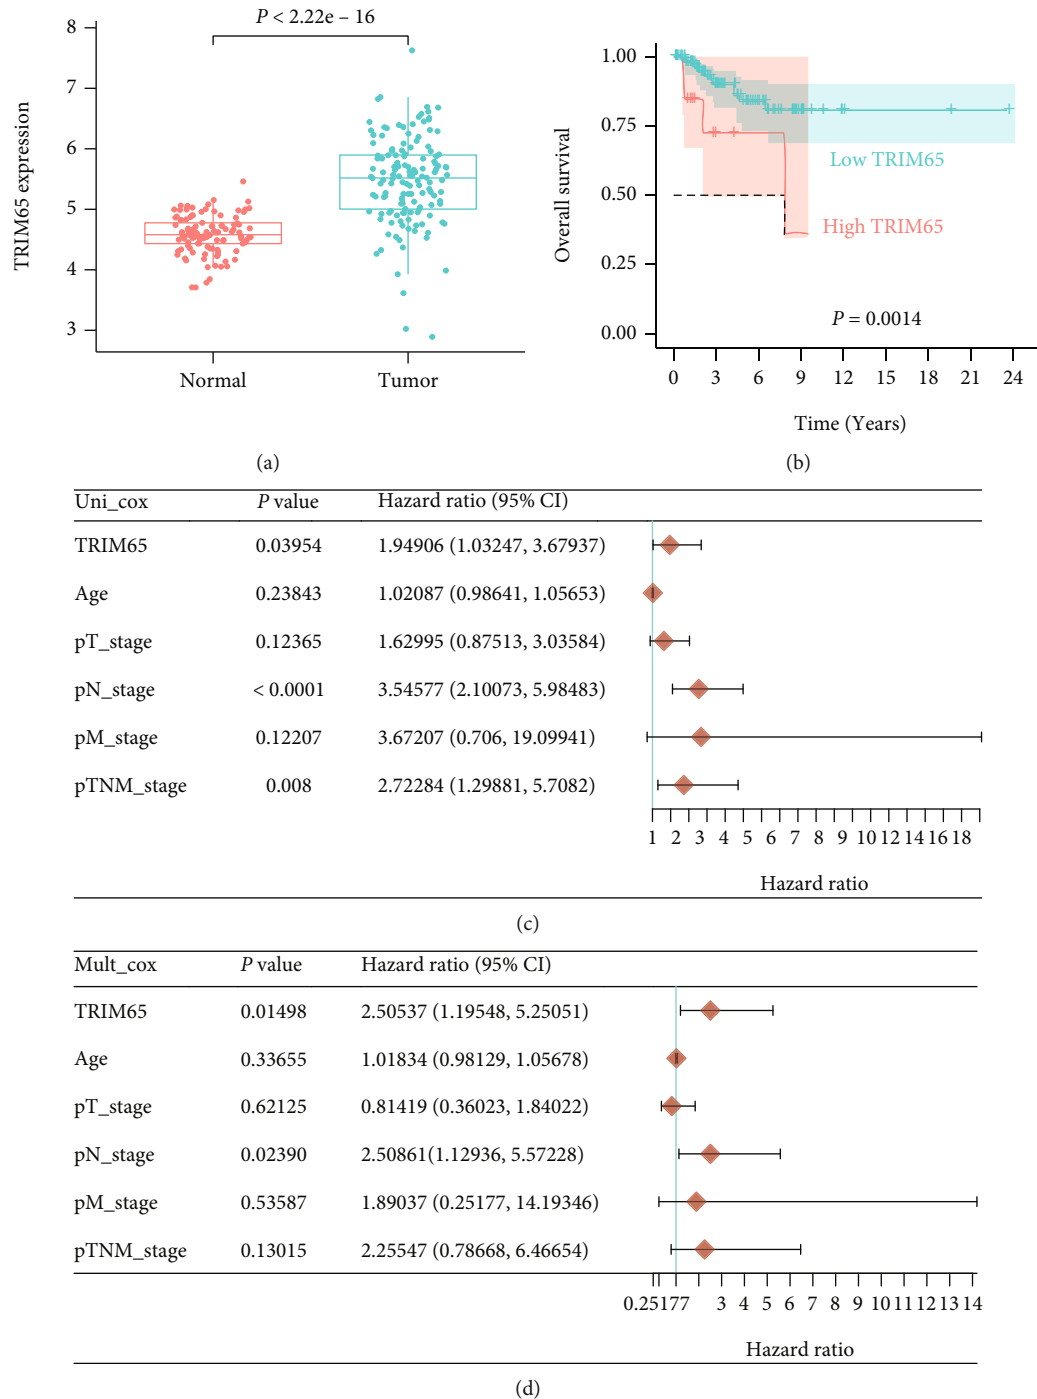 P < 2.22e – 16
TRIM65 expression
8
7
6
5
4
3
Normal Tumor
(a)
Overall survival
1.00
0.75
0.50
0.25
0.00
Low TRIM65
High TRIM65
P = 0.0014
0 3 6 9 12 15 18 21 24
Time (Years)
(b)
Uni_cox P value Hazard ratio (95% CI)
TRIM65 0.03954 1.94906 (1.03247, 3.67937)
Age 0.23843 1.02087 (0.98641, 1.05653)
pT_stage 0.12365 1.62995 (0.87513, 3.03584)
pN_stage < 0.0001 3.54577 (2.10073, 5.98483)
pM_stage 0.12207 3.67207 (0.706, 19.09941)
pTNM_stage 0.008 2.72284 (1.29881, 5.7082)
1 2 3 4 5 6 7 8 9 10 12 14 16 18
Hazard ratio
(c)
Mult_cox P value Hazard ratio (95% CI)
TRIM65 0.01498 2.50537 (1.19548, 5.25051)
Age 0.33655 1.01834 (0.98129, 1.05678)
pT_stage 0.62125 0.81419 (0.36023, 1.84022)
pN_stage 0.02390 2.50861(1.12936, 5.57228)
pM_stage 0.53587 1.89037 (0.25177, 14.19346)
pTNM_stage 0.13015 2.25547 (0.78668, 6.46654)
0.25177 3 4 5 6 7 8 9 10 11 12 13 14
Hazard ratio
(d)